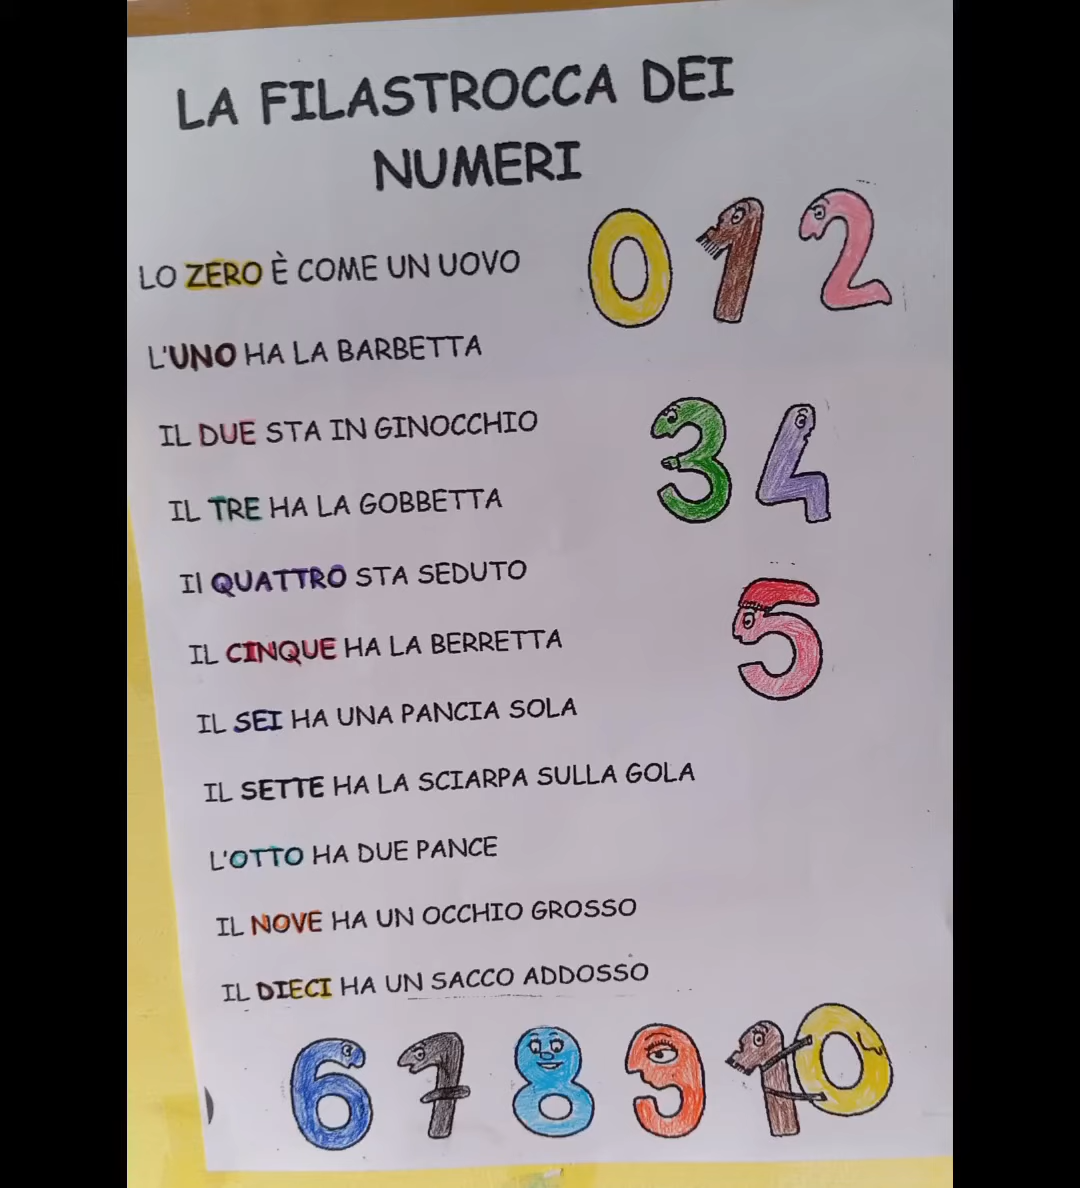 LA FILASTROCCA DEI
NUMERI
0 1 2
LO ZERO È COME UN UOVO
L'UNO HA LA BARBETTA
IL DUE STA IN GINOCCHIO
3 4
IL TRE HA LA GOBBETTA
Il QUATTRO STA SEDUTO
5
IL CINQUE HA LA BERRETTA
IL SEI HA UNA PANCIA SOLA
IL SETTE HA LA SCIARPA SULLA GOLA
L'OTTO HA DUE PANCE
IL NOVE HA UN OCCHIO GROSSO
IL DIECI HA UN SACCO ADDOSSO
6 7 8 9 10